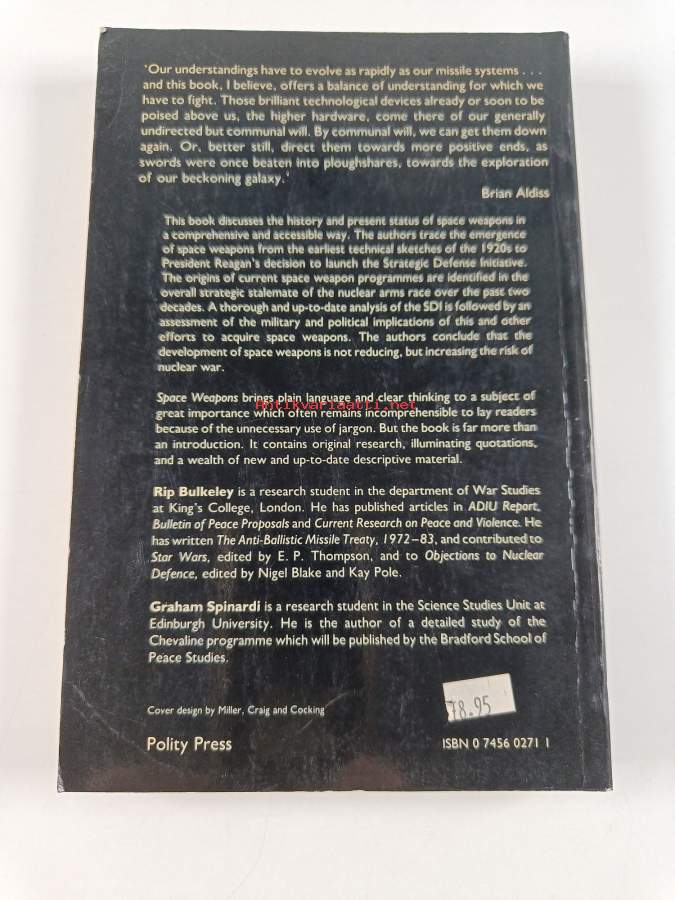 'Our understandings have to evolve as rapidly as our missile systems . . .
and this book, I believe, offers a balance of understanding for which we
have to fight. Those brilliant technological devices already or soon to be
poised above us, the higher hardware, come there of our generally
undirected but communal will. By communal will, we can get them down
again. Or, better still, direct them towards more positive ends, as
swords were once beaten into ploughshares, towards the exploration
of our beckoning galaxy.'
Brian Aldiss
This book discusses the history and present status of space weapons in
a comprehensive and accessible way. The authors trace the emergence
of space weapons from the earliest technical sketches of the 1920s to
President Reagan's decision to launch the Strategic Defense Initiative.
The origins of current space weapon programmes are identified in the
overall strategic stalemate of the nuclear arms race over the past two
decades. A thorough and up-to-date analysis of the SDI is followed by an
assessment of the military and political implications of this and other
efforts to acquire space weapons. The authors conclude that the
development of space weapons is not reducing, but increasing the risk of
nuclear war.
Space Weapons brings plain language and clear thinking to a subject of
great importance which often remains incomprehensible to lay readers
Antikvariaatti.net
because of the unnecessary use of jargon. But the book is far more than
an introduction. It contains original research, illuminating quotations,
and a wealth of new and up-to-date descriptive material.
Rip Bulkeley is a research student in the department of War Studies
at King's College, London. He has published articles in ADIU Report,
Bulletin of Peace Proposals and Current Research on Peace and Violence. He
has written The Anti-Ballistic Missile Treaty, 1972–83, and contributed to
Star Wars, edited by E. P. Thompson, and to Objections to Nuclear
Defence, edited by Nigel Blake and Kay Pole.
Graham Spinardi is a research student in the Science Studies Unit at
Edinburgh University. He is the author of a detailed study of the
Chevaline programme which will be published by the Bradford School of
Peace Studies.
78.95
Cover design by Miller, Craig and Cocking
Polity Press
ISBN 0 7456 0271 1